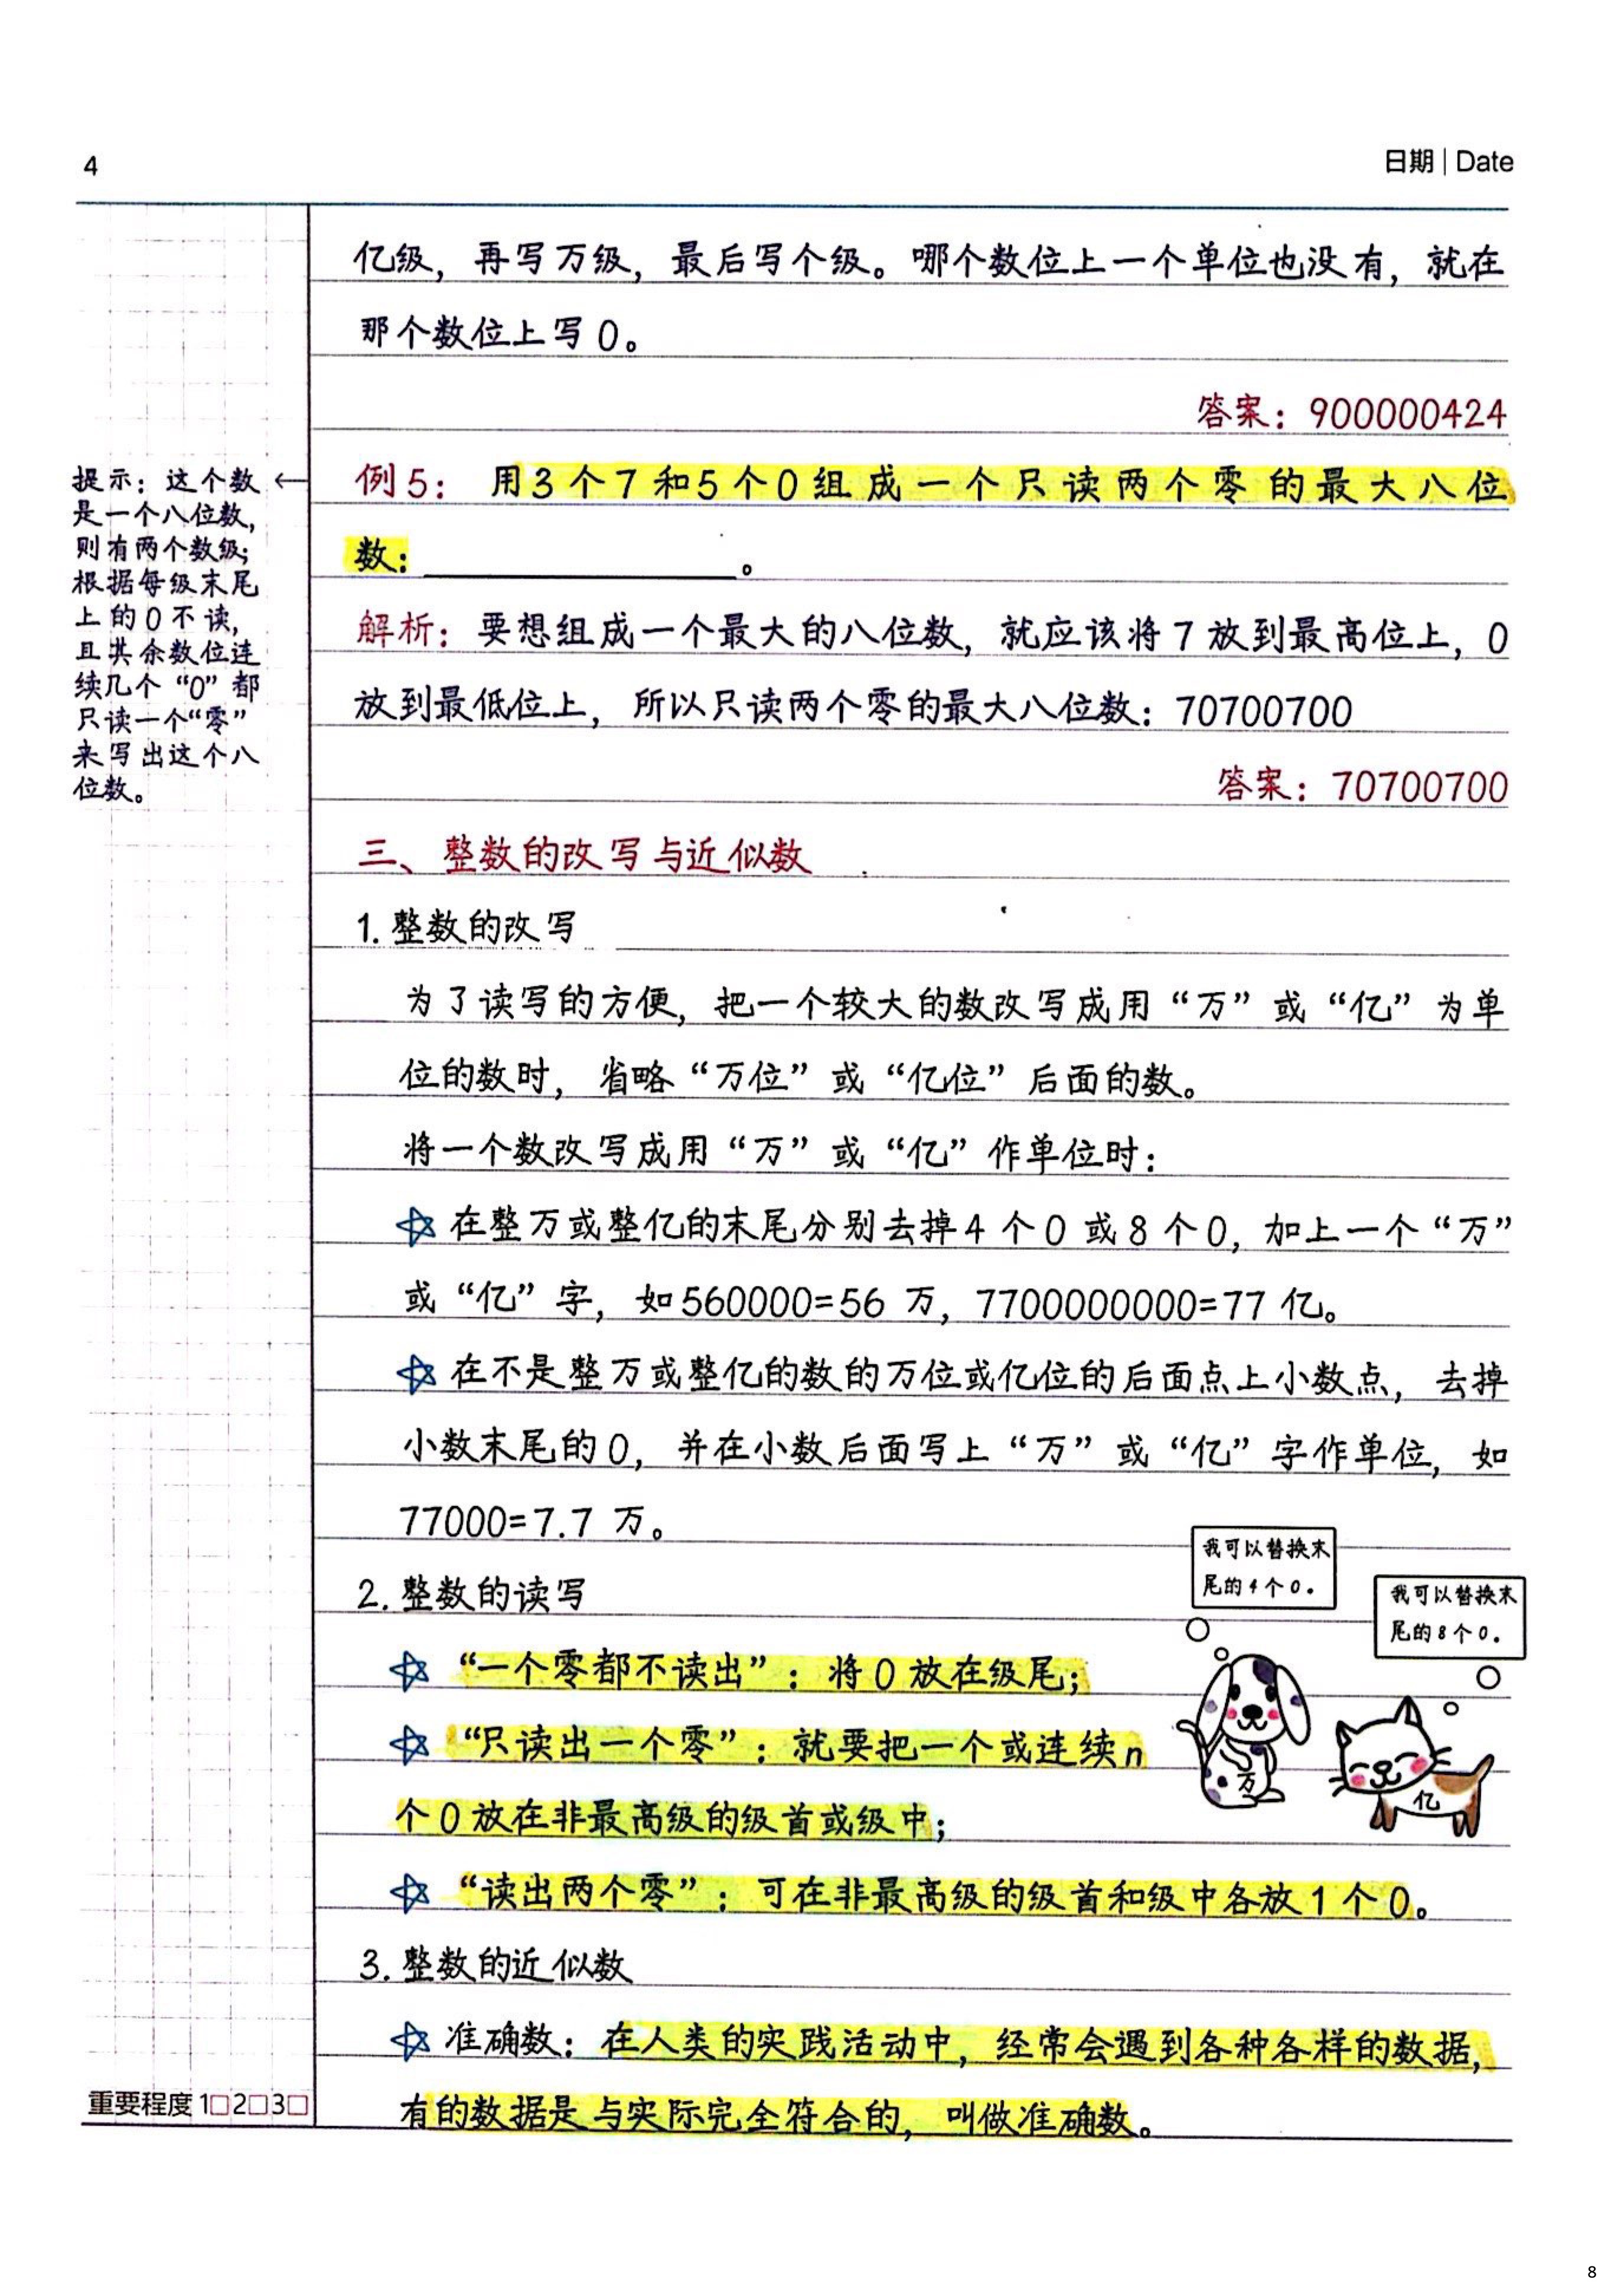 4
日期 | Date
亿级，再写万级，最后写个级。哪个数位上一个单位也没有，就在
那个数位上写0。
答案：900000424
提示：这个数
是一个八位数，
则有两个数级；
根据每级末尾
上的0不读，
且其余数位连
续几个“0”都
只读一个“零”
来写出这个八
位数。
例5：用3个7和5个0组成一个只读两个零的最大八位
数：。
解析：要想组成一个最大的八位数，就应该将7放到最高位上，0
放到最低位上，所以只读两个零的最大八位数：70700700
答案：70700700
三、整数的改写与近似数
1.整数的改写
为了读写的方便，把一个较大的数改写成用“万”或“亿”为单
位的数时，省略“万位”或“亿位”后面的数。
将一个数改写成用“万”或“亿”作单位时：
☆在整万或整亿的末尾分别去掉4个0或8个0，加上一个“万”
或“亿”字，如560000=56万，7700000000=77亿。
☆在不是整万或整亿的数的万位或亿位的后面点上小数点，去掉
小数末尾的0，并在小数后面写上“万”或“亿”字作单位，如
77000=7.7万。
我可以替换末
尾的4个0。
我可以替换末
尾的8个0。
万
亿
2.整数的读写
☆“一个零都不读出”：将0放在级尾；
☆“只读出一个零”：就要把一个或连续n
个0放在非最高级的级首或级中；
☆“读出两个零”：可在非最高级的级首和级中各放1个0。
3.整数的近似数
☆准确数：在人类的实践活动中，经常会遇到各种各样的数据，
有的数据是与实际完全符合的，叫做准确数。
重要程度1□2□3□
8